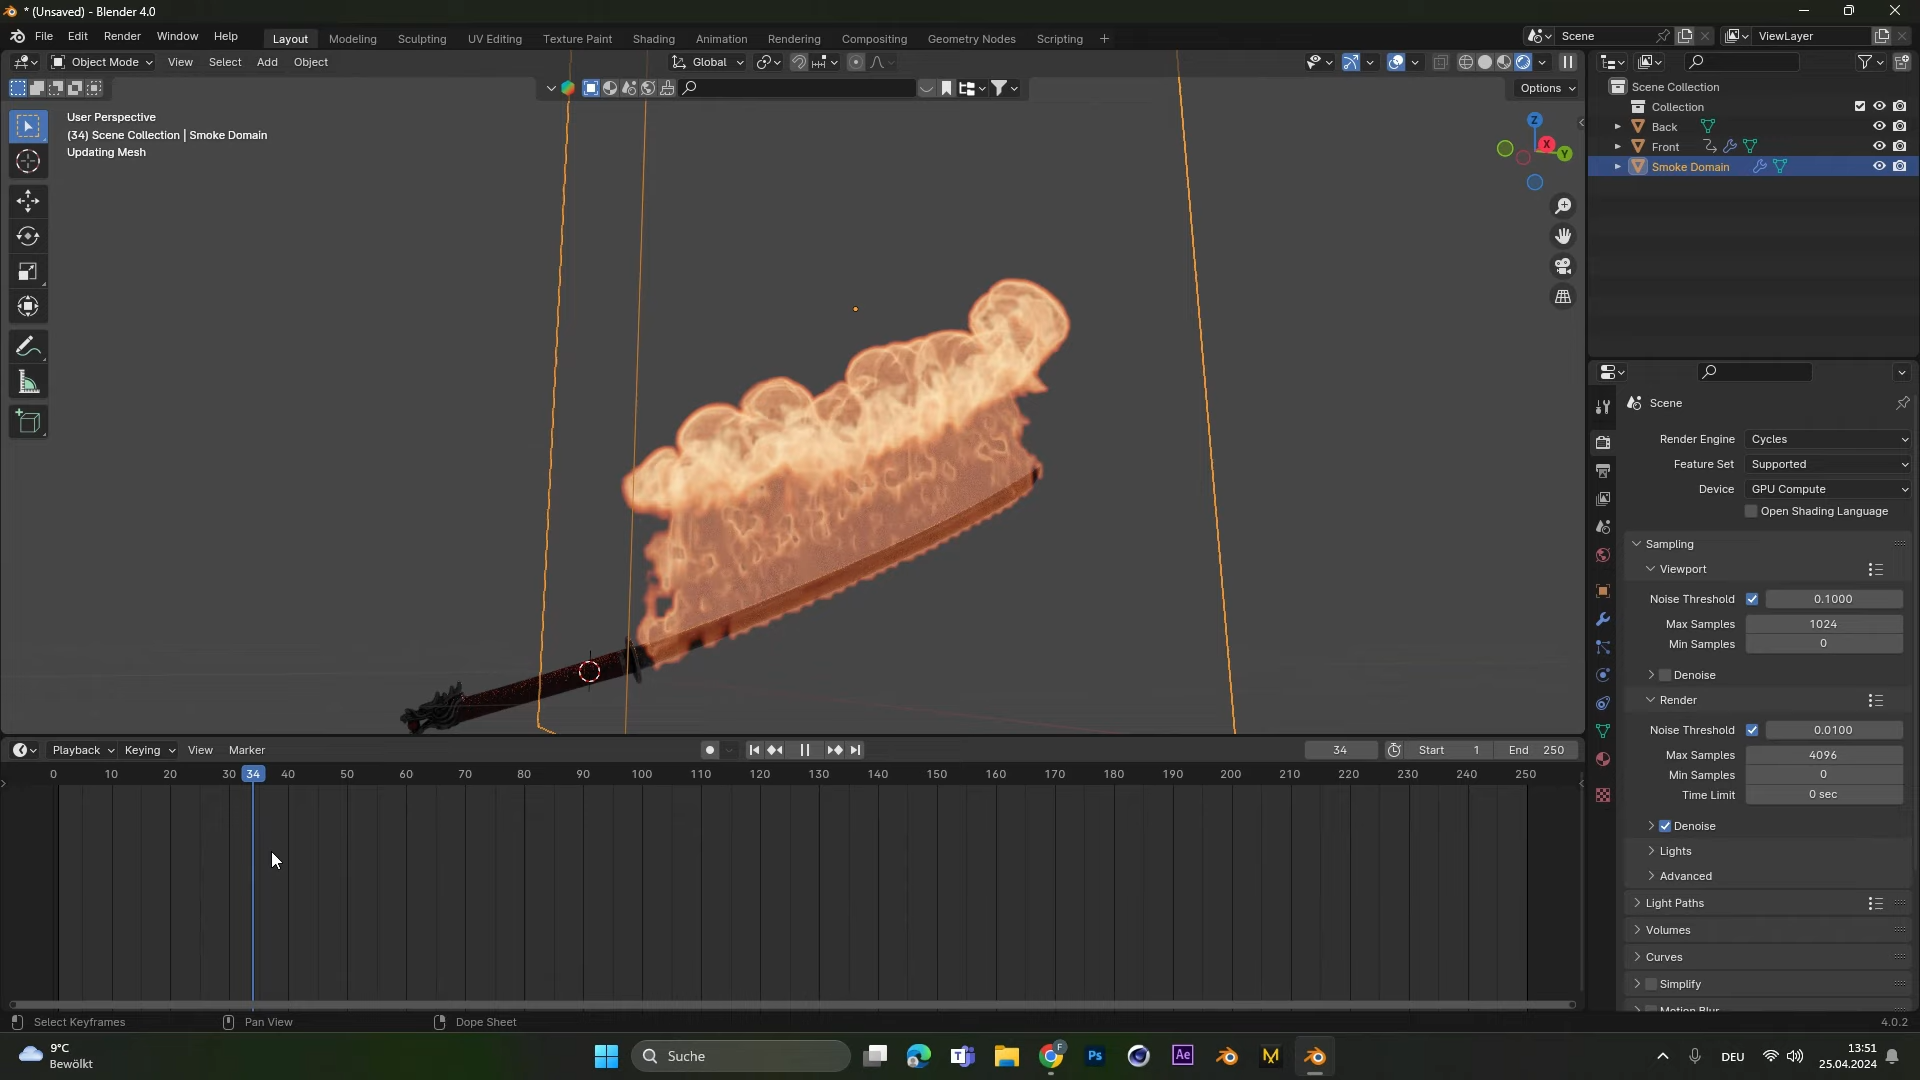 * (Unsaved) - Blender 4.0
File Edit Render Window Help Layout Modeling Sculpting UV Editing Texture Paint Shading Animation Rendering Compositing Geometry Nodes Scripting + Scene ViewLayer
Object Mode View Select Add Object Global
Options
User Perspective
(34) Scene Collection | Smoke Domain
Updating Mesh
Z
X
Y
Scene Collection
Collection
Back
Front
Smoke Domain
Scene
Render Engine Cycles
Feature Set Supported
Device GPU Compute
Open Shading Language
Sampling
Viewport
Noise Threshold 0.1000
Max Samples 1024
Min Samples 0
Denoise
Render
Noise Threshold 0.0100
Max Samples 4096
Min Samples 0
Time Limit 0 sec
Denoise
Lights
Advanced
Light Paths
Volumes
Curves
Simplify
Motion Blur
Playback Keying View Marker 34 Start 1 End 250
0 10 20 30 34 40 50 60 70 80 90 100 110 120 130 140 150 160 170 180 190 200 210 220 230 240 250
Select Keyframes Pan View Dope Sheet 4.0.2
9°C
Bewölkt
Suche
Ps
Ae
M
DEU
13:51
25.04.2024